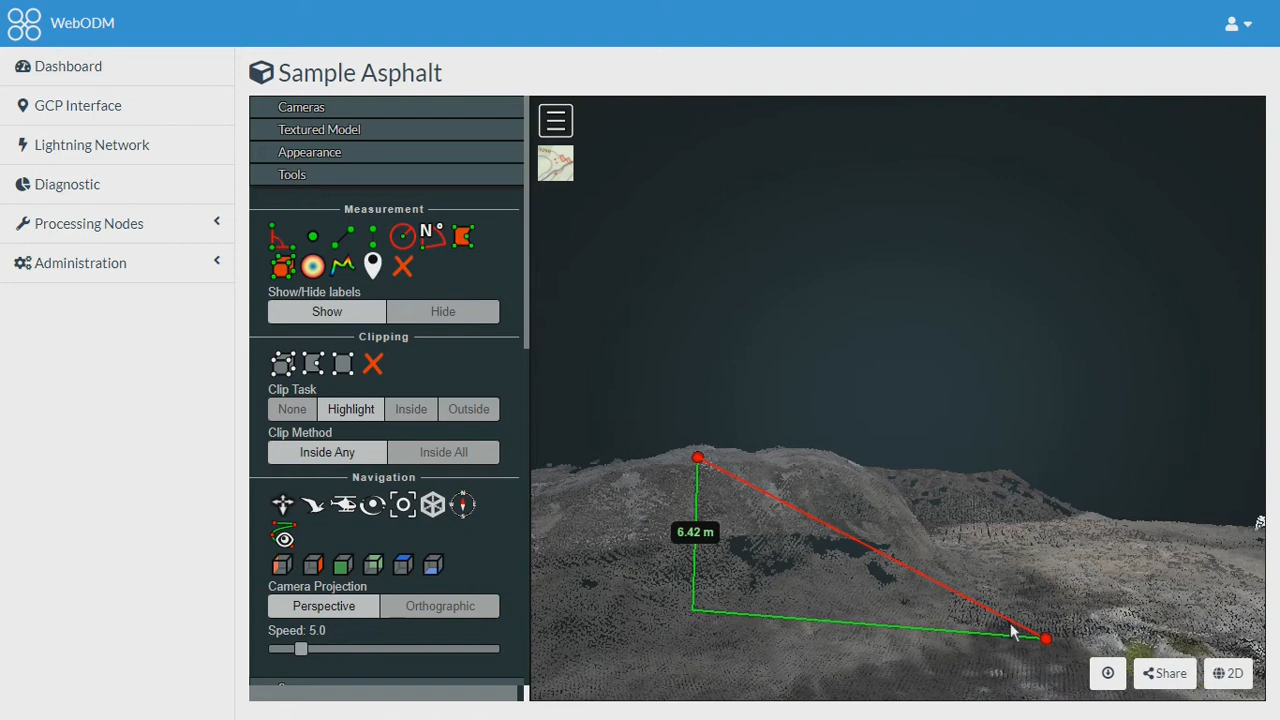 WebODM
Dashboard
GCP Interface
Lightning Network
Diagnostic
Processing Nodes
Administration
Sample Asphalt
Cameras
Textured Model
Appearance
Tools
Measurement
N°
Show/Hide labels
Show Hide
Clipping
Clip Task
None Highlight Inside Outside
Clip Method
Inside Any Inside All
Navigation
Camera Projection
Perspective Orthographic
Speed: 5.0
6.42 m
Share 2D